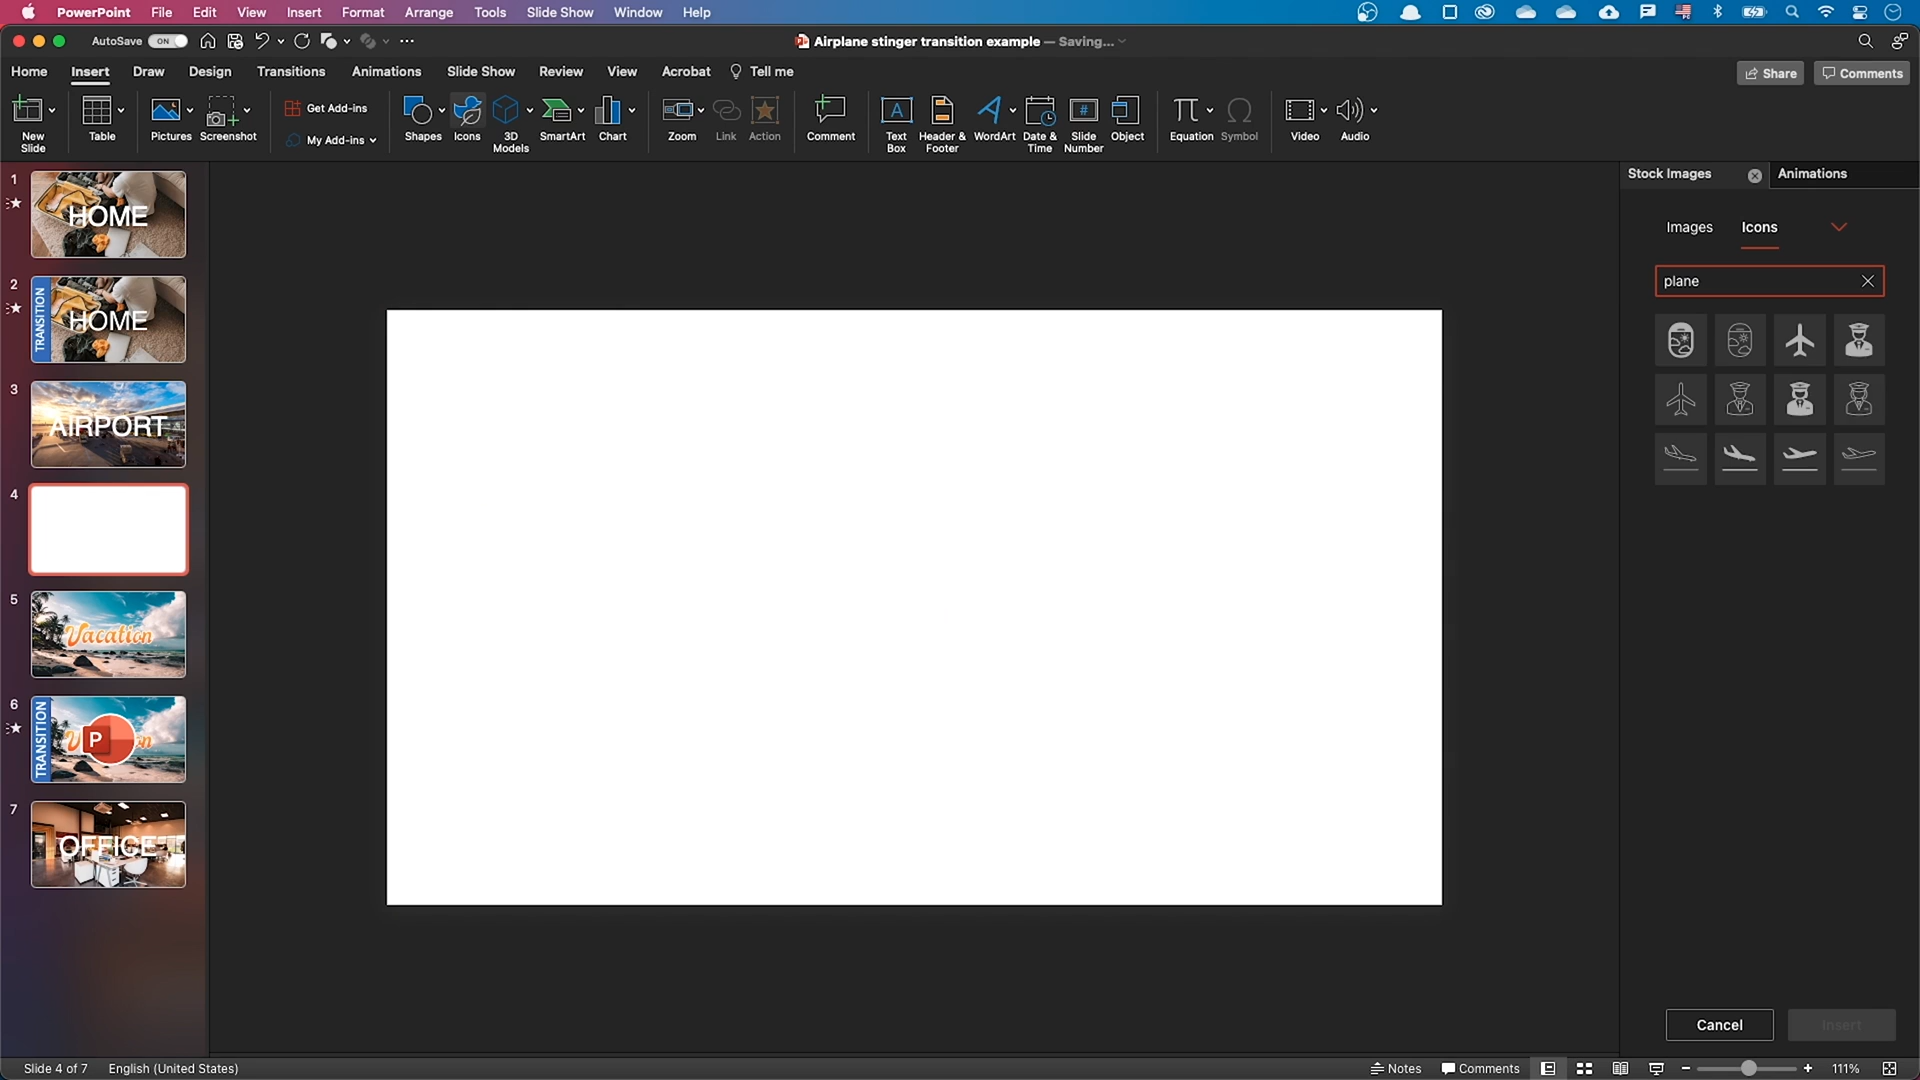 PowerPoint File Edit View Insert Format Arrange Tools Slide Show Window Help
AutoSave ON Airplane stinger transition example — Saving...
Home Insert Draw Design Transitions Animations Slide Show Review View Acrobat Tell me Share Comments
New Slide
Table
Pictures
Screenshot
Get Add-ins
My Add-ins
Shapes
Icons
3D Models
SmartArt
Chart
Zoom
Link
Action
Comment
Text Box
Header & Footer
WordArt
Date & Time
Slide Number
Object
Equation
Symbol
Video
Audio
1
HOME
2
TRANSITION
HOME
3
AIRPORT
4
5
Vacation
6
TRANSITION
P
7
OFFICE
Stock Images Animations
Images Icons
plane
Cancel Insert
Slide 4 of 7 English (United States) Notes Comments 111%